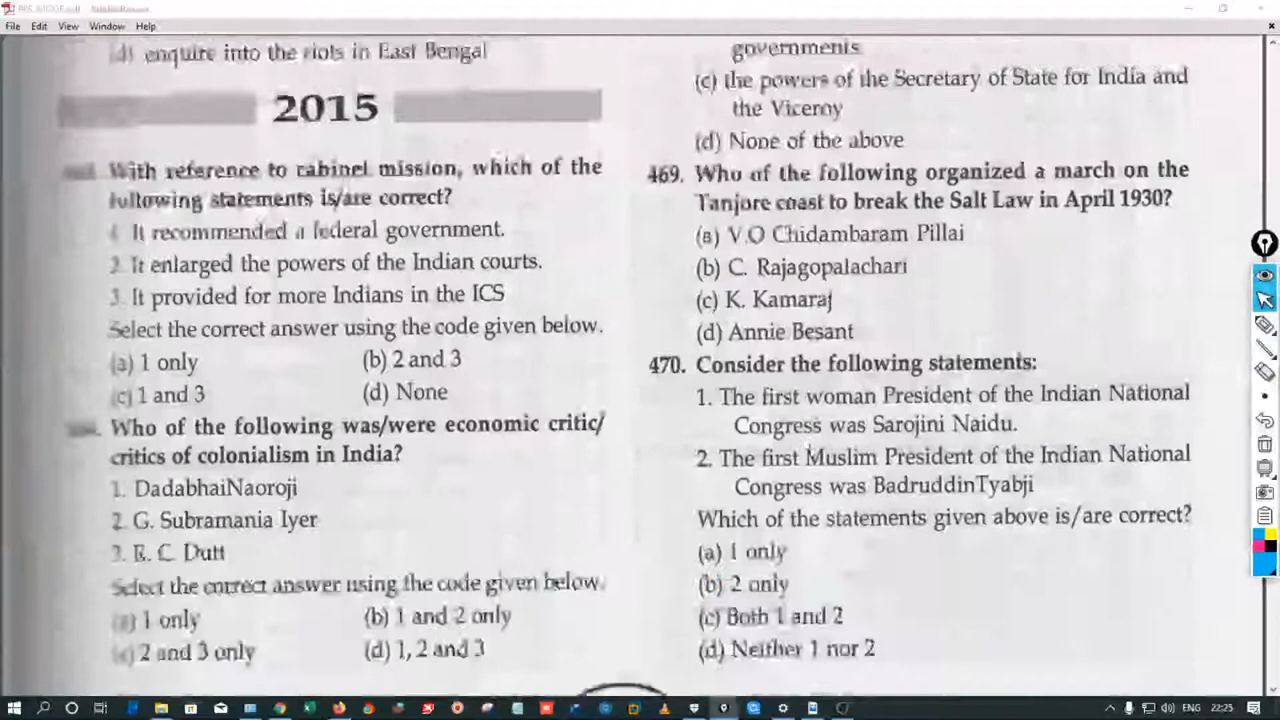 File Edit View Window Help
(d) enquire into the riots in East Bengal
2015
With reference to cabinet mission, which of the
following statements is/are correct?
It recommended a federal government.
2. It enlarged the powers of the Indian courts.
3. It provided for more Indians in the ICS
Select the correct answer using the code given below.
(a) 1 only (b) 2 and 3
(c) 1 and 3 (d) None
Who of the following was/were economic critic/
critics of colonialism in India?
1. DadabhaiNaoroji
2. G. Subramania Iyer
3. R. C. Dutt
Select the correct answer using the code given below.
(a) 1 only (b) 1 and 2 only
(c) 2 and 3 only (d) 1, 2 and 3
governments
(c) the powers of the Secretary of State for India and
the Viceroy
(d) None of the above
469. Who of the following organized a march on the
Tanjore coast to break the Salt Law in April 1930?
(a) V.O Chidambaram Pillai
(b) C. Rajagopalachari
(c) K. Kamaraj
(d) Annie Besant
470. Consider the following statements:
1. The first woman President of the Indian National
Congress was Sarojini Naidu.
2. The first Muslim President of the Indian National
Congress was BadruddinTyabji
Which of the statements given above is/are correct?
(a) 1 only
(b) 2 only
(c) Both 1 and 2
(d) Neither 1 nor 2
ENG 22:25